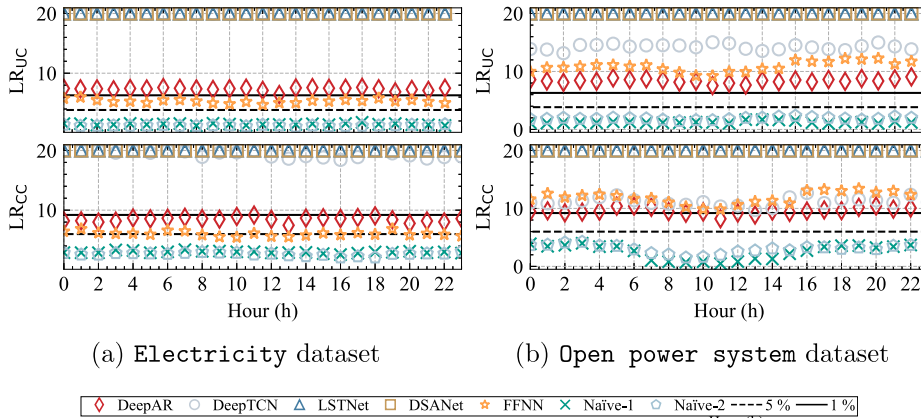 20
10
LR_UC
20
10
LR_CC
0 2 4 6 8 10 12 14 16 18 20 22
Hour (h)
(a) Electricity dataset
20
10
0
LR_UC
20
10
0
LR_CC
0 2 4 6 8 10 12 14 16 18 20 22
Hour (h)
(b) Open power system dataset
DeepAR DeepTCN LSTNet DSANet FFNN Naïve-1 Naïve-2 5 % 1 %